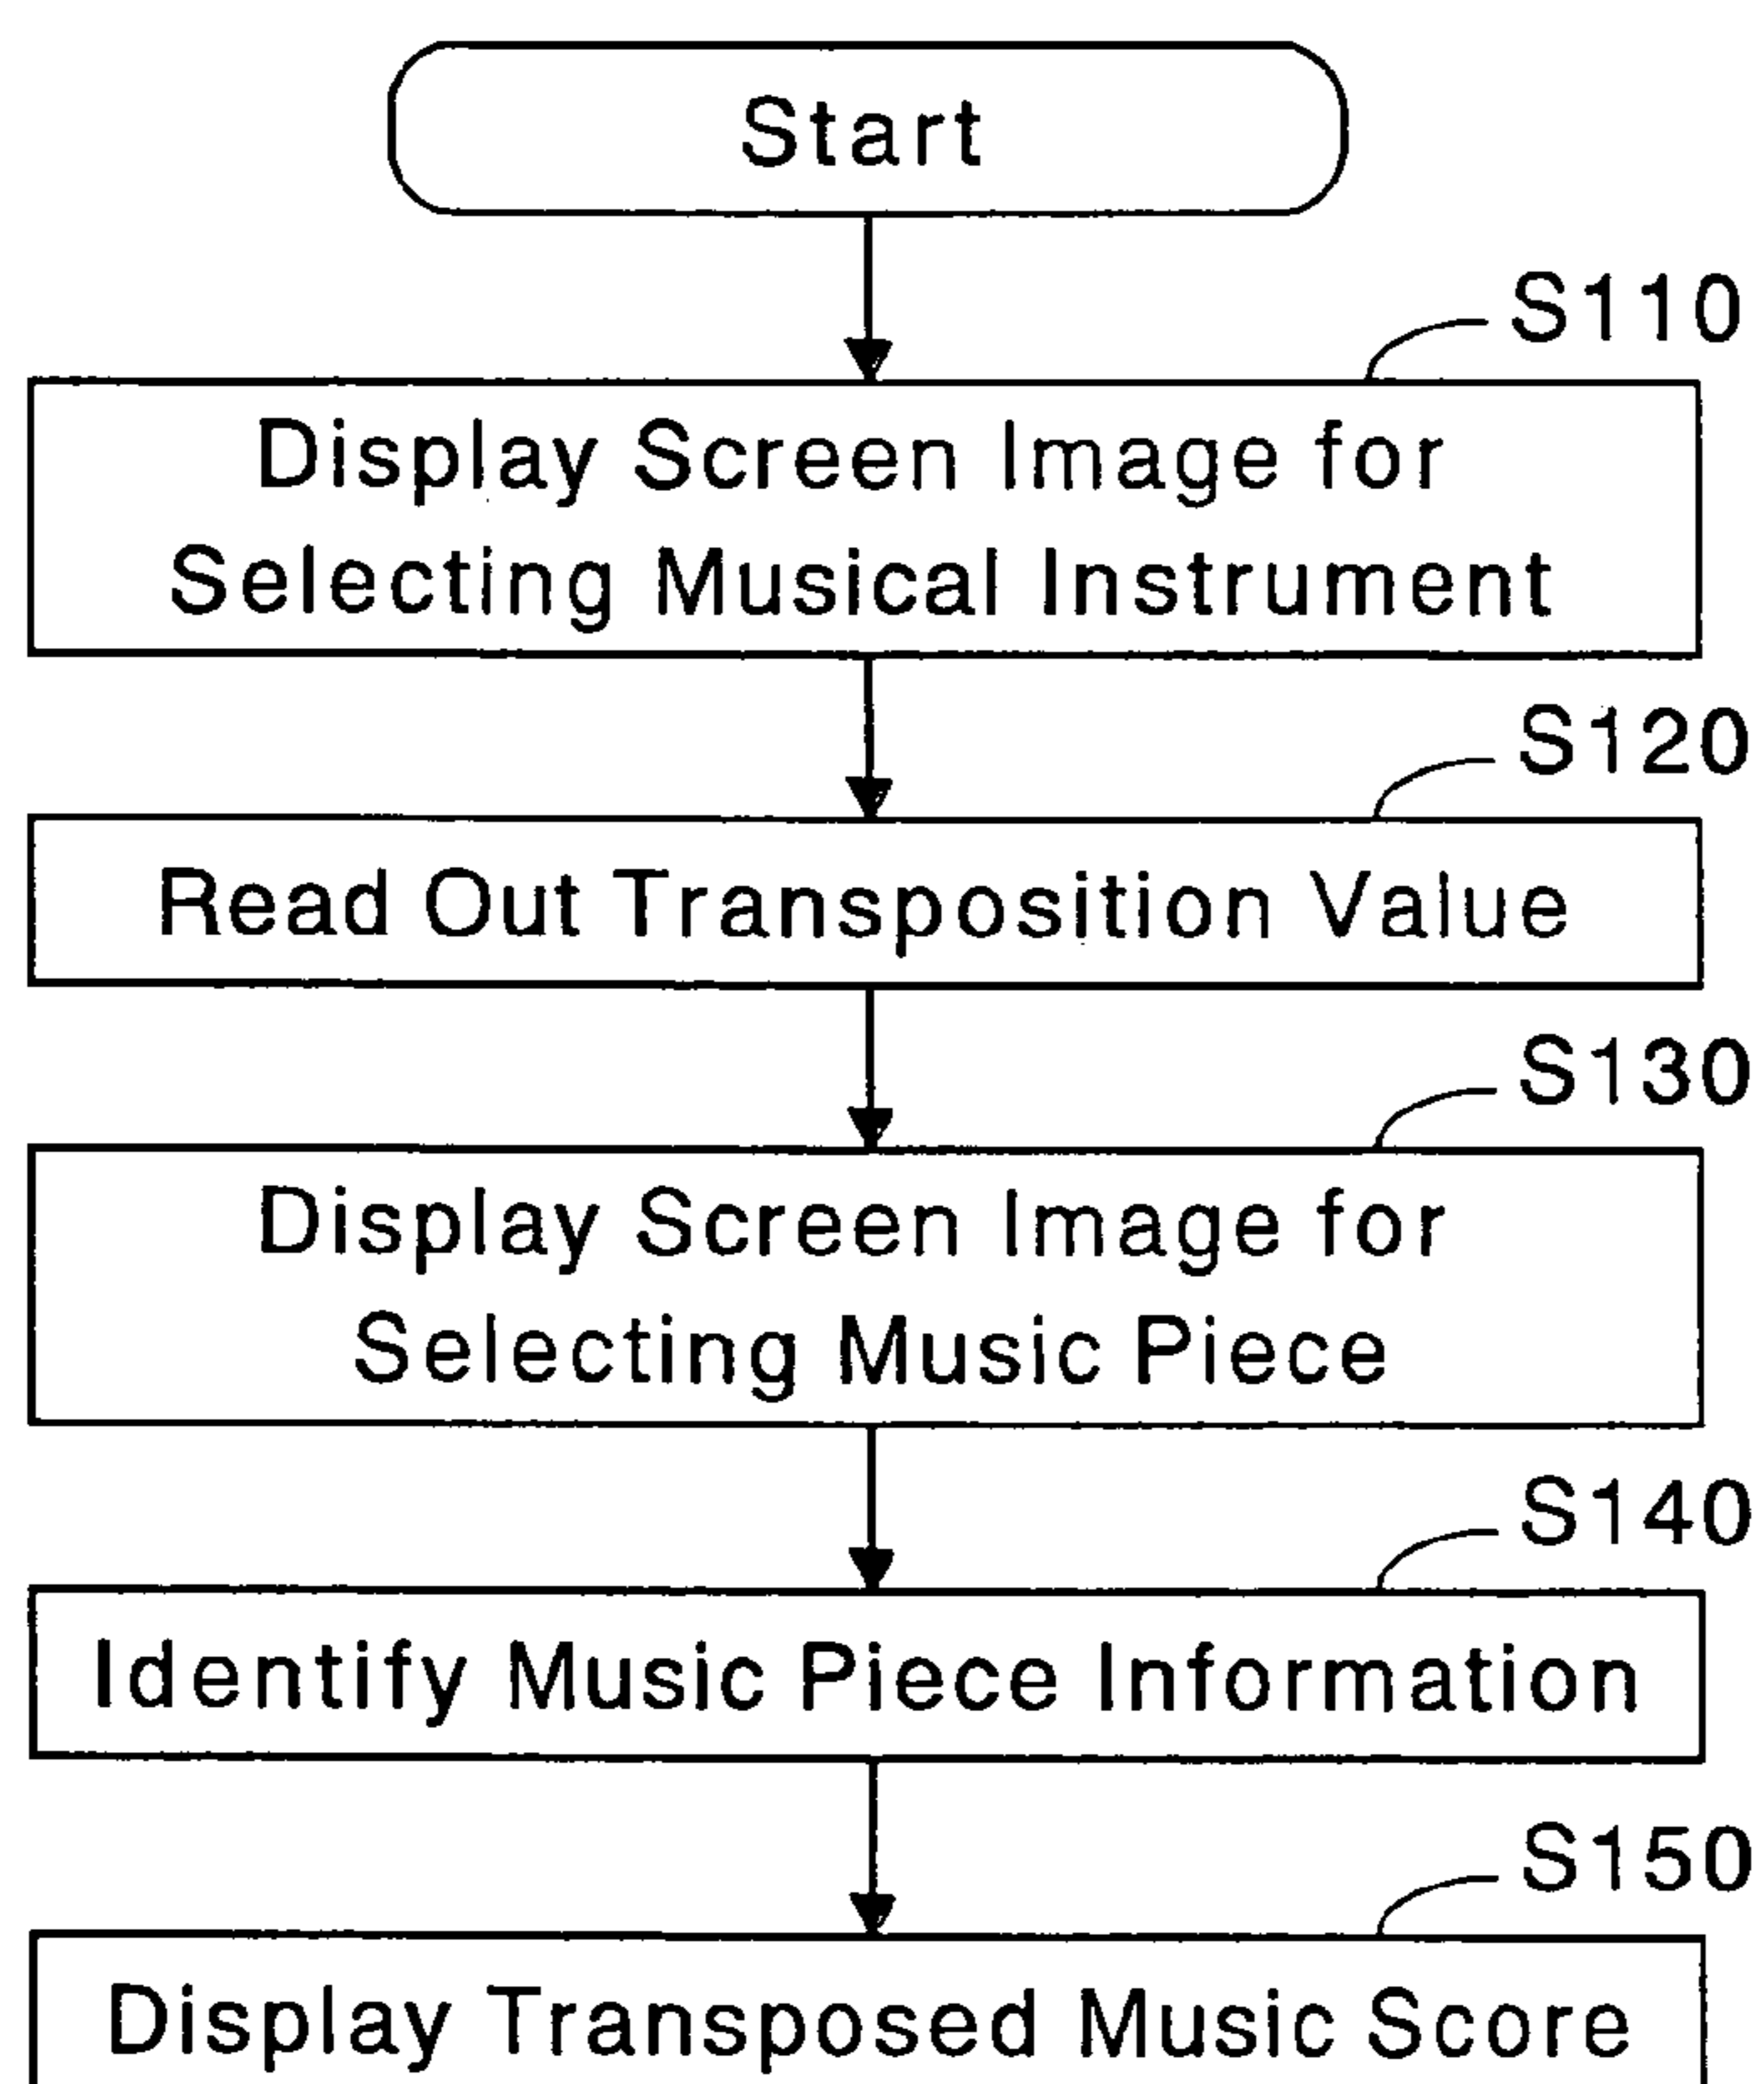 Start
S110
Display Screen Image for
Selecting Musical Instrument
S120
Read Out Transposition Value
S130
Display Screen Image for
Selecting Music Piece
S140
Identify Music Piece Information
S150
Display Transposed Music Score